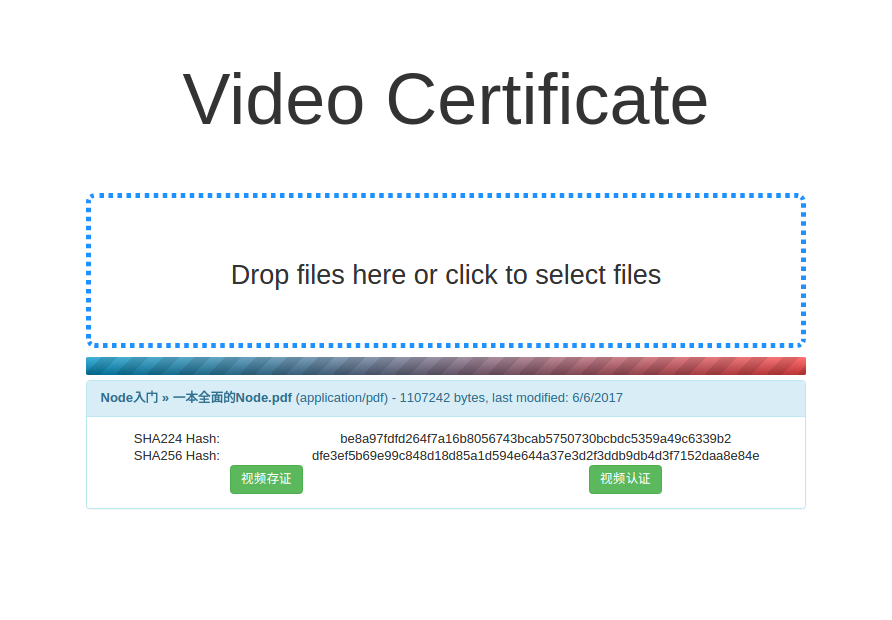 Video Certificate
Drop files here or click to select files
Node入门 » 一本全面的Node.pdf (application/pdf) - 1107242 bytes, last modified: 6/6/2017
SHA224 Hash: be8a97fdfd264f7a16b8056743bcab5750730bcbdc5359a49c6339b2
SHA256 Hash: dfe3ef5b69e99c848d18d85a1d594e644a37e3d2f3ddb9db4d3f7152daa8e84e
视频存证 视频认证